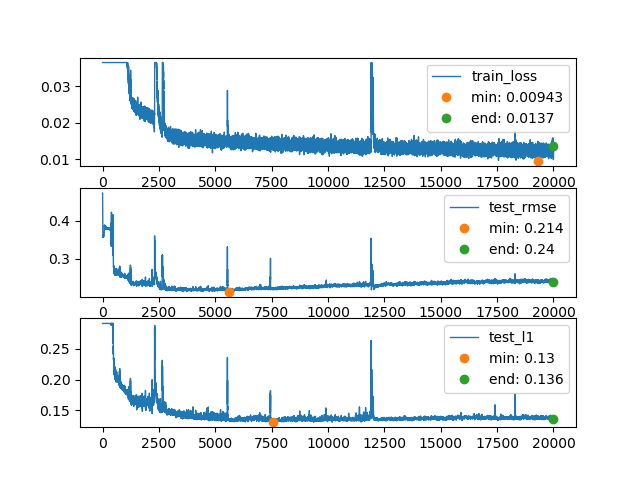 0.03
0.02
0.01
train_loss
min: 0.00943
end: 0.0137
0 2500 5000 7500 10000 12500 15000 17500 20000
0.4
0.3
test_rmse
min: 0.214
end: 0.24
0 2500 5000 7500 10000 12500 15000 17500 20000
0.25
0.20
0.15
test_l1
min: 0.13
end: 0.136
0 2500 5000 7500 10000 12500 15000 17500 20000